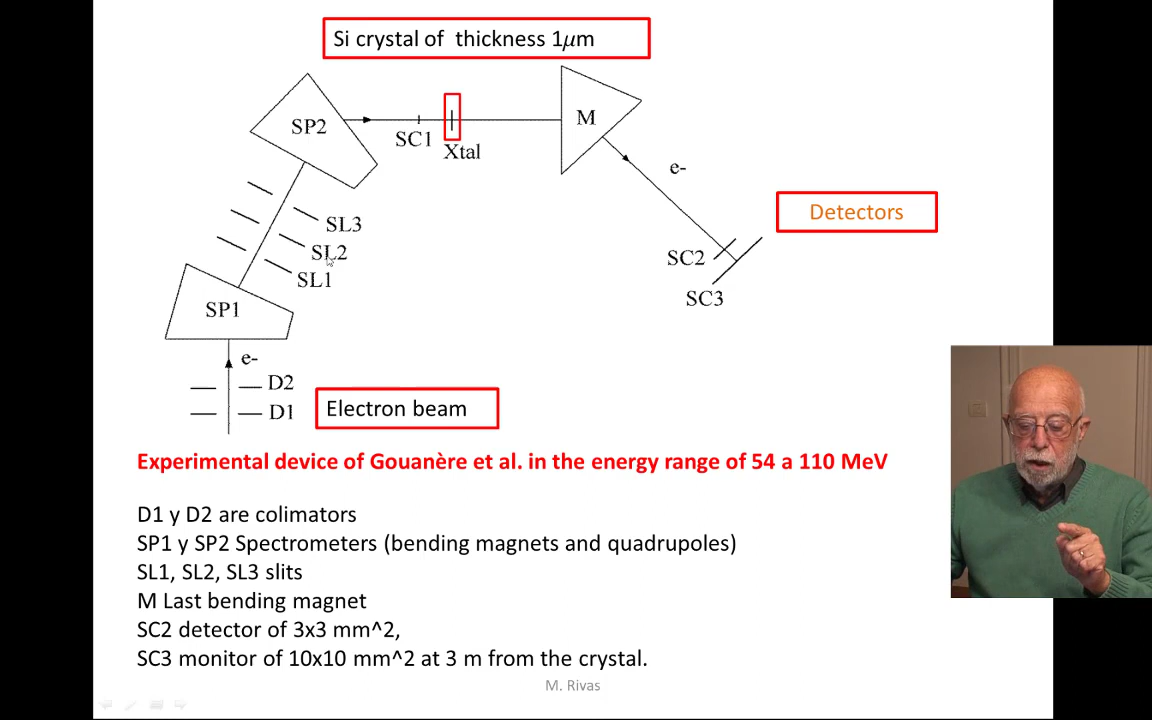 Si crystal of thickness 1μm
SP2
M
SC1
Xtal
e-
Detectors
SL3
SL2
SL1
SC2
SC3
SP1
e-
D2
D1
Electron beam
Experimental device of Gouanère et al. in the energy range of 54 a 110 MeV
D1 y D2 are colimators
SP1 y SP2 Spectrometers (bending magnets and quadrupoles)
SL1, SL2, SL3 slits
M Last bending magnet
SC2 detector of 3x3 mm^2,
SC3 monitor of 10x10 mm^2 at 3 m from the crystal.
M. Rivas